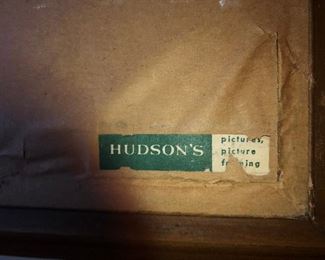 HUDSON'S
pictures,
picture
framing